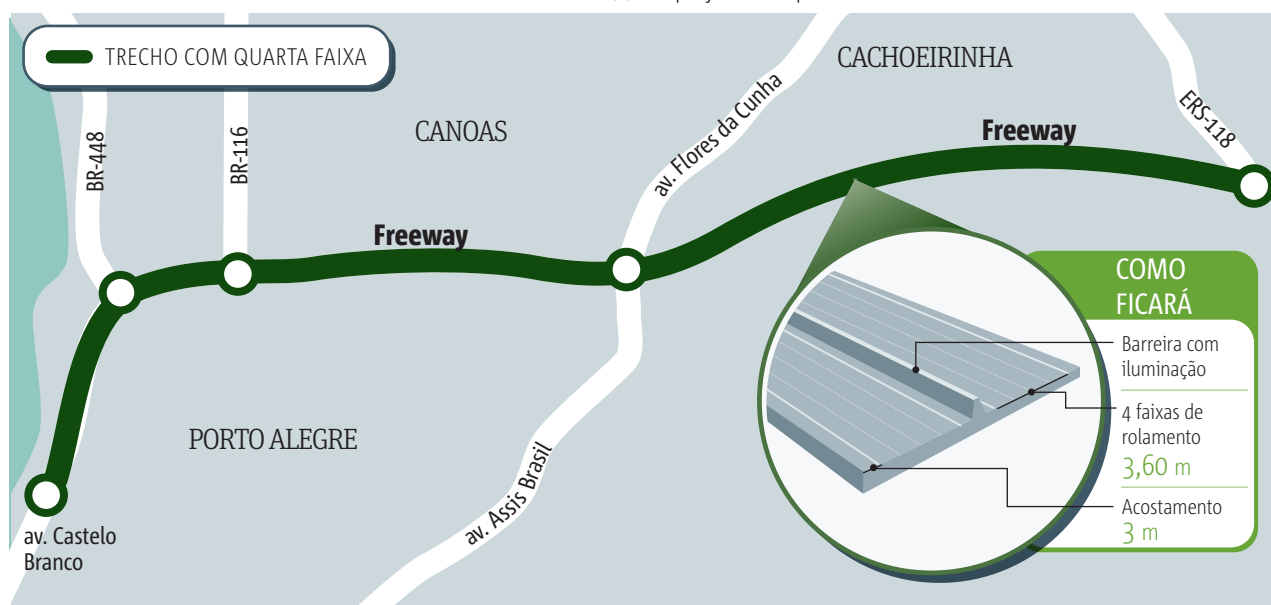 TRECHO COM QUARTA FAIXA
BR-448
BR-116
CANOAS
av. Flores da Cunha
CACHOEIRINHA
ERS-118
Freeway
Freeway
PORTO ALEGRE
av. Assis Brasil
av. Castelo
Branco
COMO
FICARÁ
Barreira com
iluminação
4 faixas de
rolamento
3,60 m
Acostamento
3 m